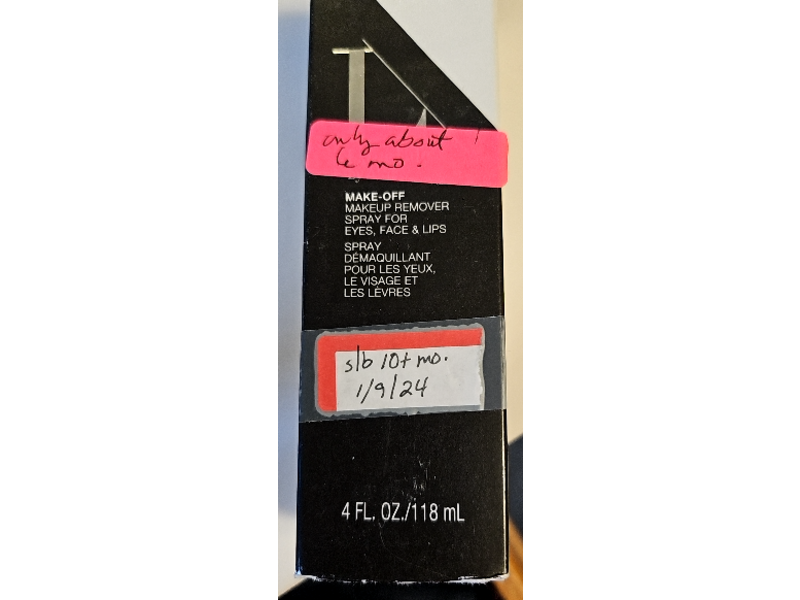 only about
6 mo.
MAKE-OFF
MAKEUP REMOVER
SPRAY FOR
EYES, FACE & LIPS
SPRAY
DÉMAQUILLANT
POUR LES YEUX,
LE VISAGE ET
LES LÈVRES
s/b 10+ mo.
1/9/24
4 FL. OZ./118 mL